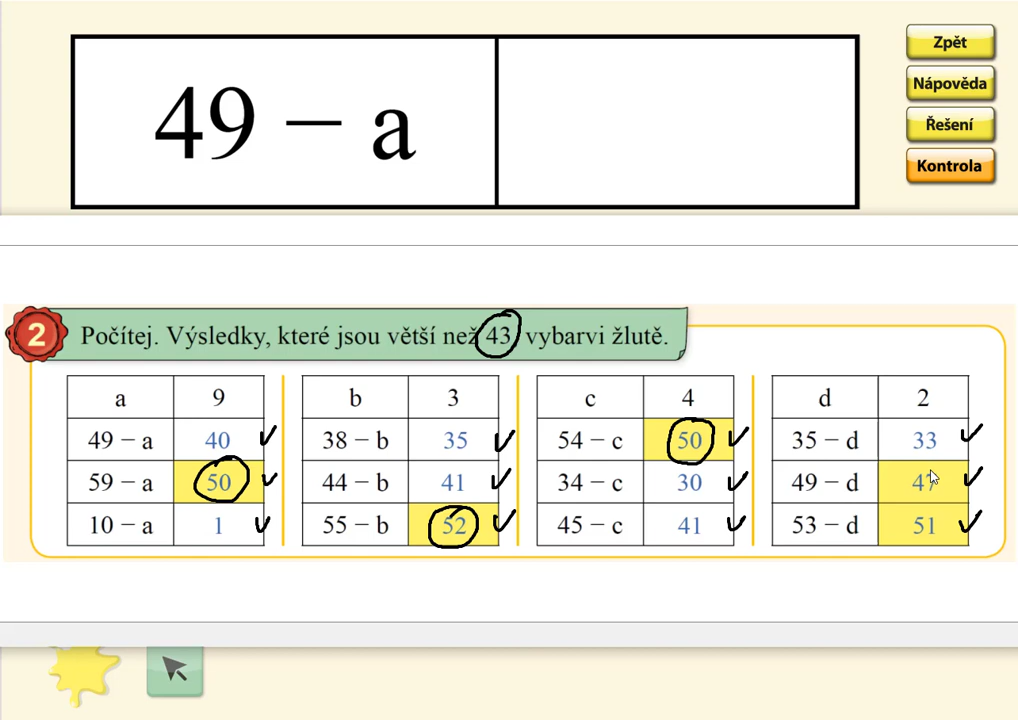 49 − a
Zpět
Nápověda
Řešení
Kontrola
2 Počítej. Výsledky, které jsou větší než 43 vybarvi žlutě.
a 9 b 3 c 4 d 2
49 − a 40 38 − b 35 54 − c 50 35 − d 33
59 − a 50 44 − b 41 34 − c 30 49 − d 47
10 − a 1 55 − b 52 45 − c 41 53 − d 51